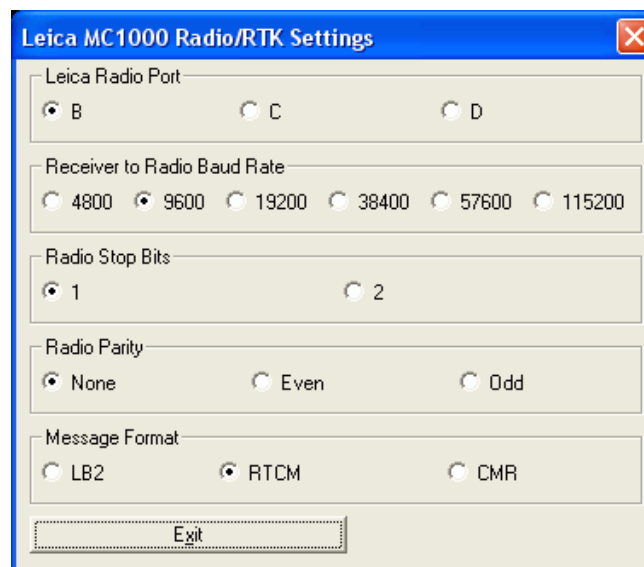 Leica MC1000 Radio/RTK Settings
Leica Radio Port
B C D
Receiver to Radio Baud Rate
4800 9600 19200 38400 57600 115200
Radio Stop Bits
1 2
Radio Parity
None Even Odd
Message Format
LB2 RTCM CMR
Exit